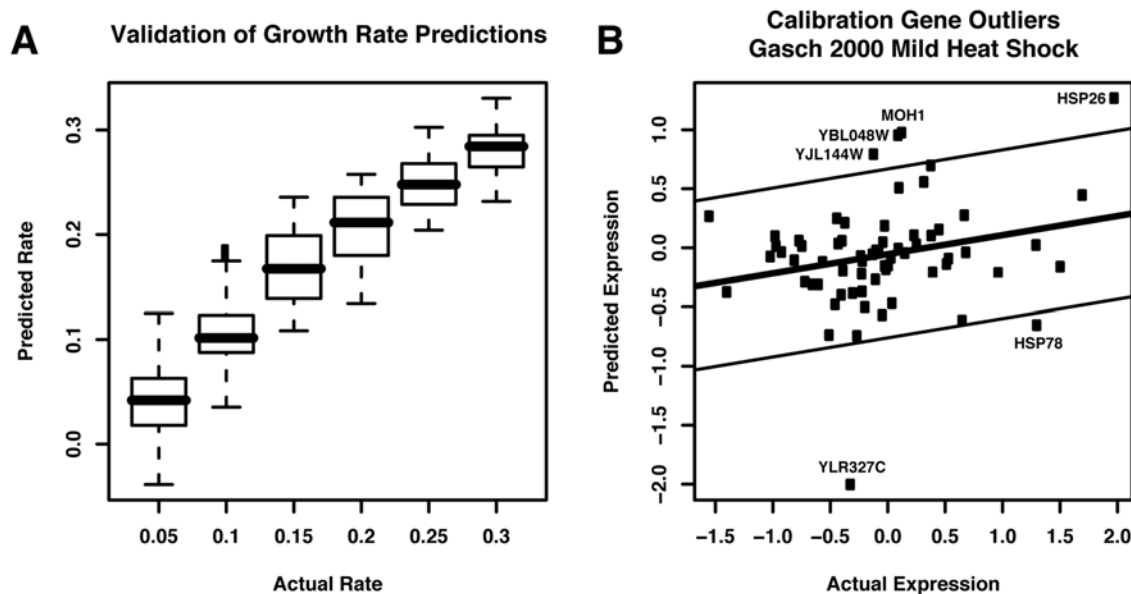 A
Validation of Growth Rate Predictions
Predicted Rate
0.3
0.2
0.1
0.0
0.05 0.1 0.15 0.2 0.25 0.3
Actual Rate
B
Calibration Gene Outliers
Gasch 2000 Mild Heat Shock
Predicted Expression
1.0
0.5
0.0
−0.5
−1.0
−1.5
−2.0
HSP26
MOH1
YBL048W
YJL144W
HSP78
YLR327C
−1.5 −1.0 −0.5 0.0 0.5 1.0 1.5 2.0
Actual Expression